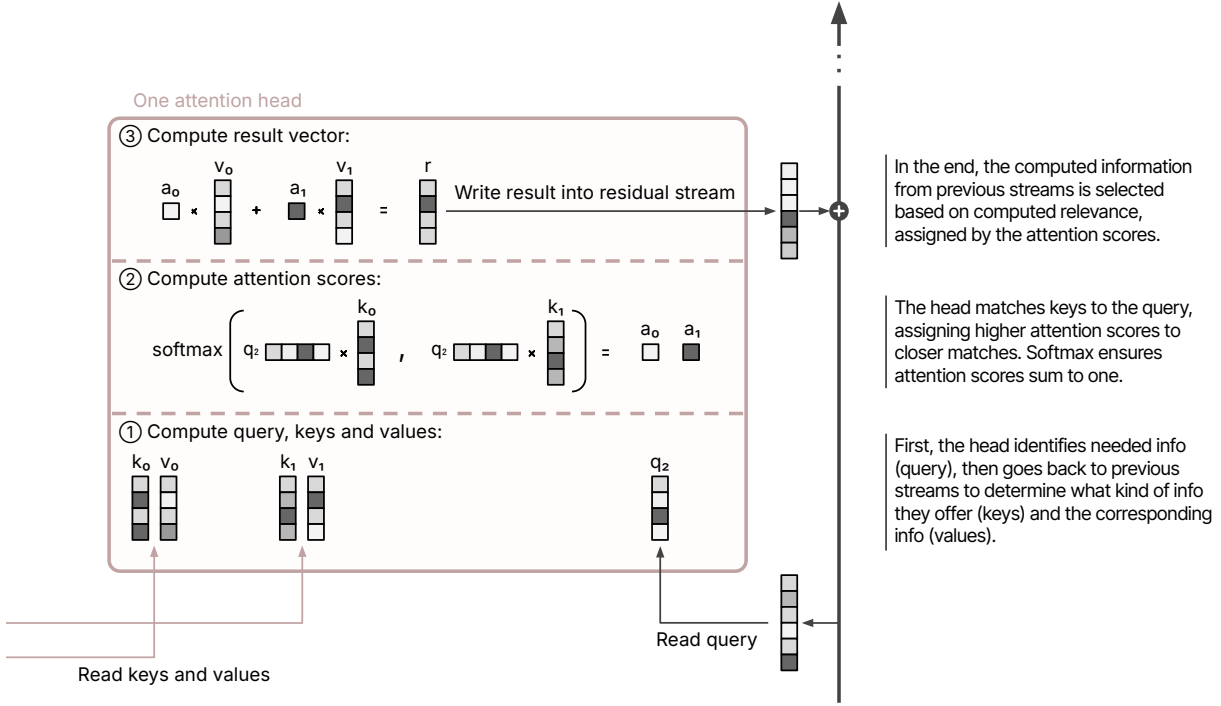 One attention head
③ Compute result vector:
a₀ × v₀ + a₁ × v₁ = r
Write result into residual stream
In the end, the computed information
from previous streams is selected
based on computed relevance,
assigned by the attention scores.
② Compute attention scores:
softmax ( q₂ × k₀ , q₂ × k₁ ) = a₀ a₁
The head matches keys to the query,
assigning higher attention scores to
closer matches. Softmax ensures
attention scores sum to one.
① Compute query, keys and values:
k₀ v₀ k₁ v₁ q₂
First, the head identifies needed info
(query), then goes back to previous
streams to determine what kind of info
they offer (keys) and the corresponding
info (values).
Read query
Read keys and values